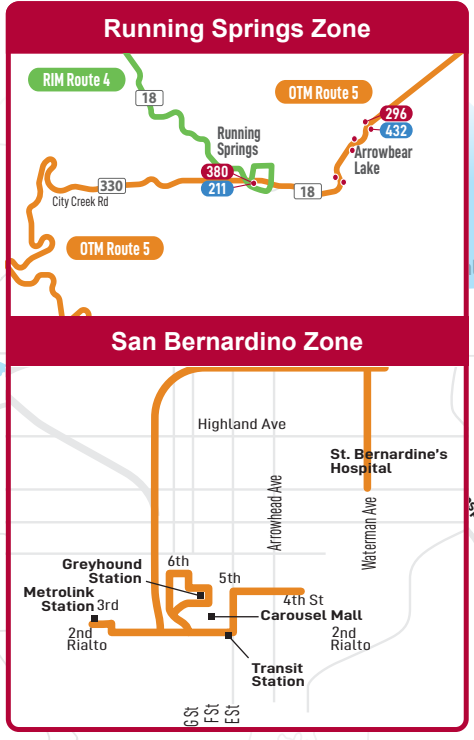 Running Springs Zone
RIM Route 4
18
OTM Route 5
296
432
Running
Springs
Arrowbear
Lake
380
211
330
18
City Creek Rd
OTM Route 5
San Bernardino Zone
Highland Ave
St. Bernardine's
Hospital
Arrowhead Ave
Waterman Ave
6th
Greyhound
Station
5th
Metrolink
Station
3rd
4th St
Carousel Mall
2nd
Rialto
2nd
Rialto
Transit
Station
G St
F St
E St